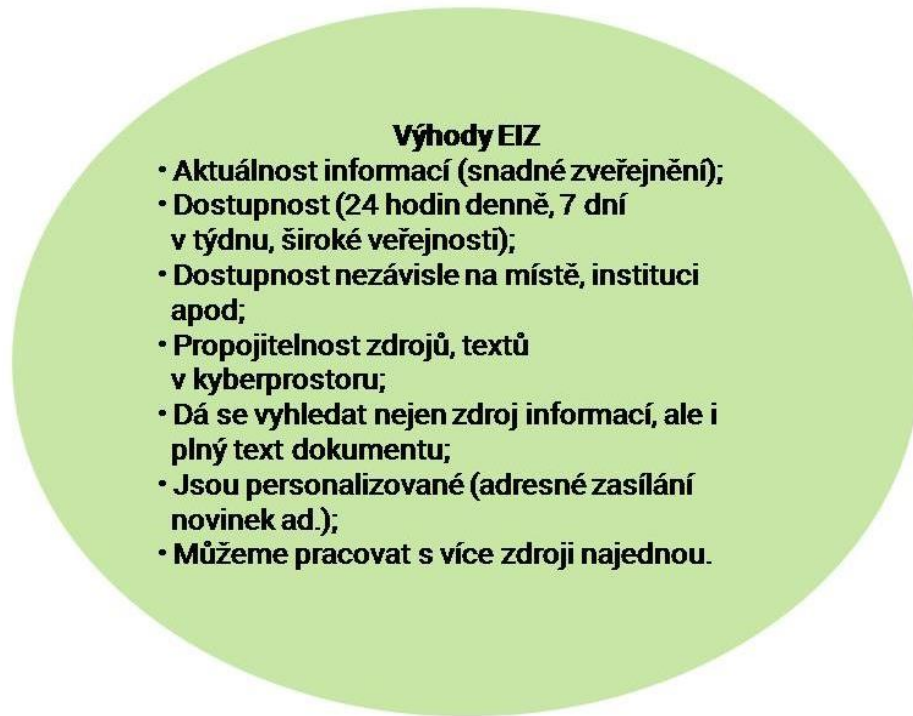 Výhody EIZ
• Aktuálnost informací (snadné zveřejnění);
• Dostupnost (24 hodin denně, 7 dní
v týdnu, široké veřejnosti);
• Dostupnost nezávisle na místě, instituci
apod;
• Propojitelnost zdrojů, textů
v kyberprostoru;
• Dá se vyhledat nejen zdroj informací, ale i
plný text dokumentu;
• Jsou personalizované (adresné zasílání
novinek ad.);
• Můžeme pracovat s více zdroji najednou.